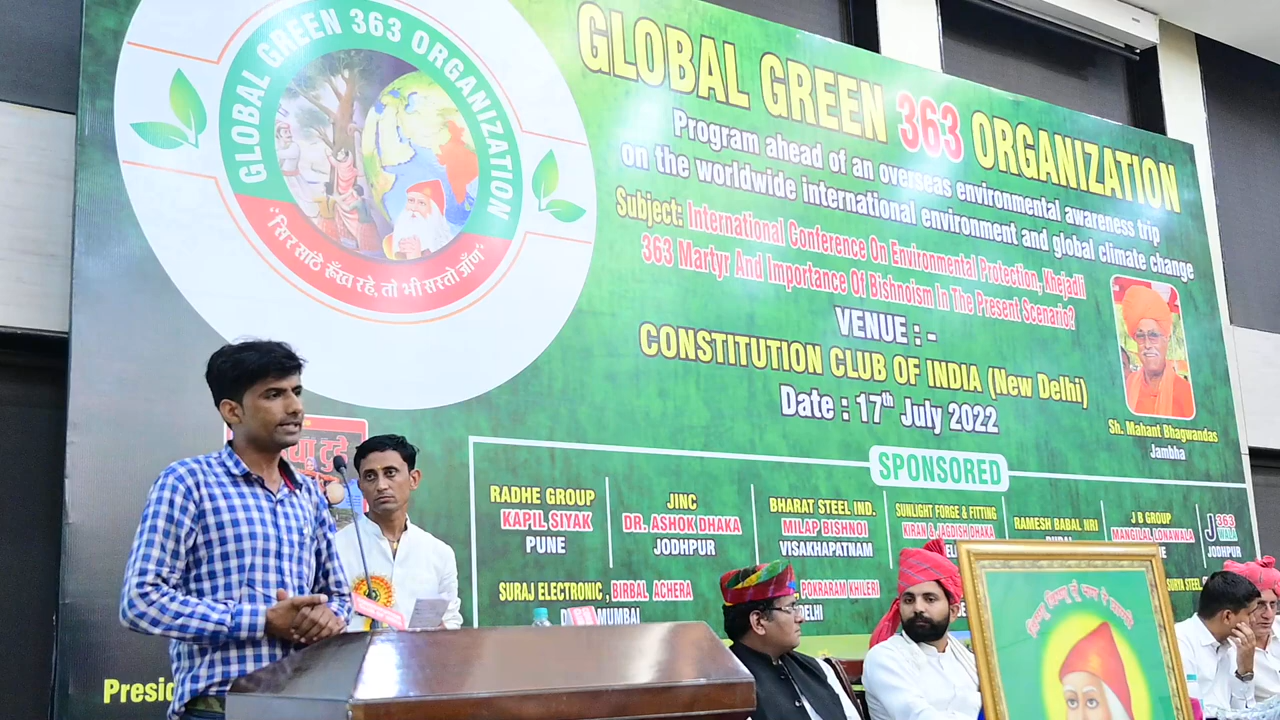 GLOBAL GREEN 363 ORGANIZATION
"सिर सांठे रूँख रहे, तो भी सस्तो जाँण"
GLOBAL GREEN 363 ORGANIZATION
Program ahead of an overseas environmental awareness trip
on the worldwide international environment and global climate change
Subject: International Conference On Environmental Protection, Khejadli
363 Martyr And Importance Of Bishnoism In The Present Scenario?
VENUE : -
CONSTITUTION CLUB OF INDIA (New Delhi)
Date : 17th July 2022
Sh. Mahant Bhagwandas
Jambha
SPONSORED
RADHE GROUP
KAPIL SIYAK
PUNE
JINC
DR. ASHOK DHAKA
JODHPUR
BHARAT STEEL IND.
MILAP BISHNOI
VISAKHAPATNAM
SUNLIGHT FORGE & FITTING
KIRAN & JAGDISH DHAKA
RAMESH BABAL NRI
J B GROUP
MANGILAL LONAWALA
J 363
WALA
JODHPUR
SURAJ ELECTRONIC , BIRBAL ACHERA
MUMBAI
POKRARAM KHILERI
DELHI
SURYA STEEL
Presid